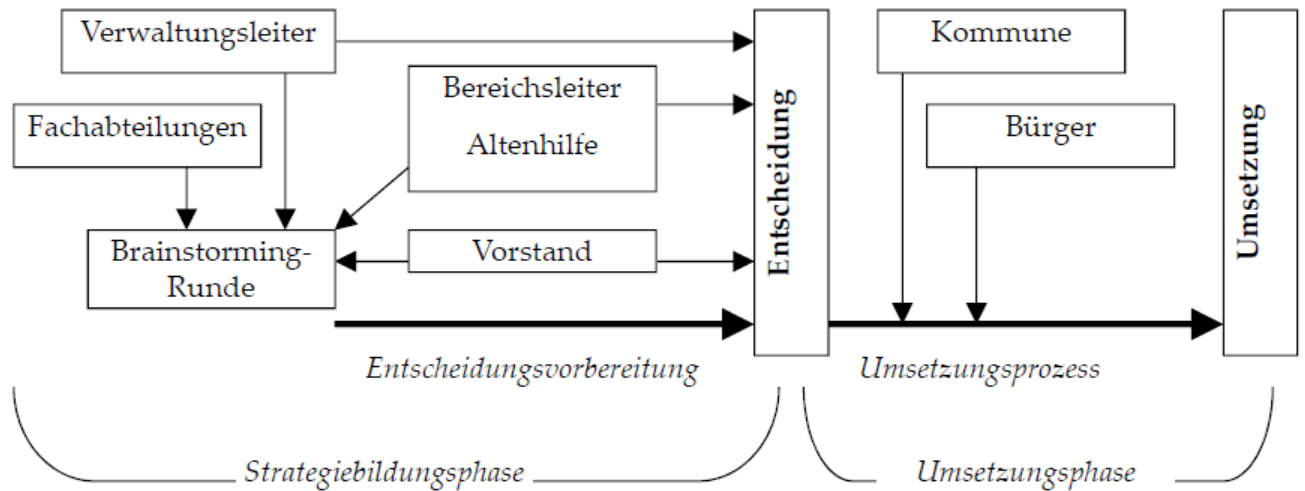 Verwaltungsleiter
Fachabteilungen
Bereichsleiter
Altenhilfe
Brainstorming-
Runde
Vorstand
Entscheidung
Kommune
Bürger
Umsetzung
Entscheidungsvorbereitung
Umsetzungsprozess
Strategiebildungsphase
Umsetzungsphase